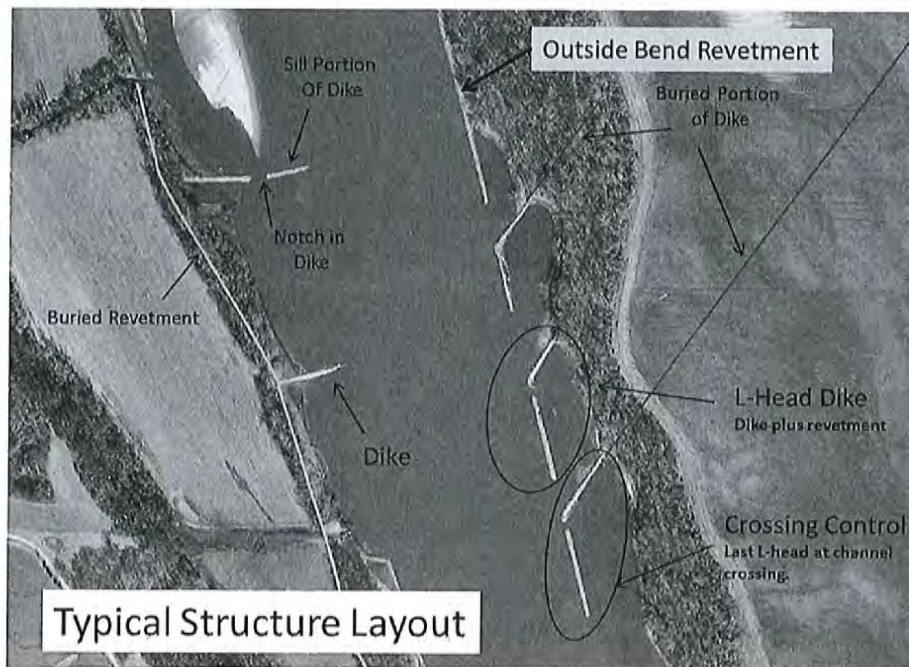 Outside Bend Revetment
Sill Portion
Of Dike
Buried Portion
of Dike
Notch in
Dike
Buried Revetment
L-Head Dike
Dike plus revetment
Dike
Crossing Control
Last L-head at channel
crossing.
Typical Structure Layout